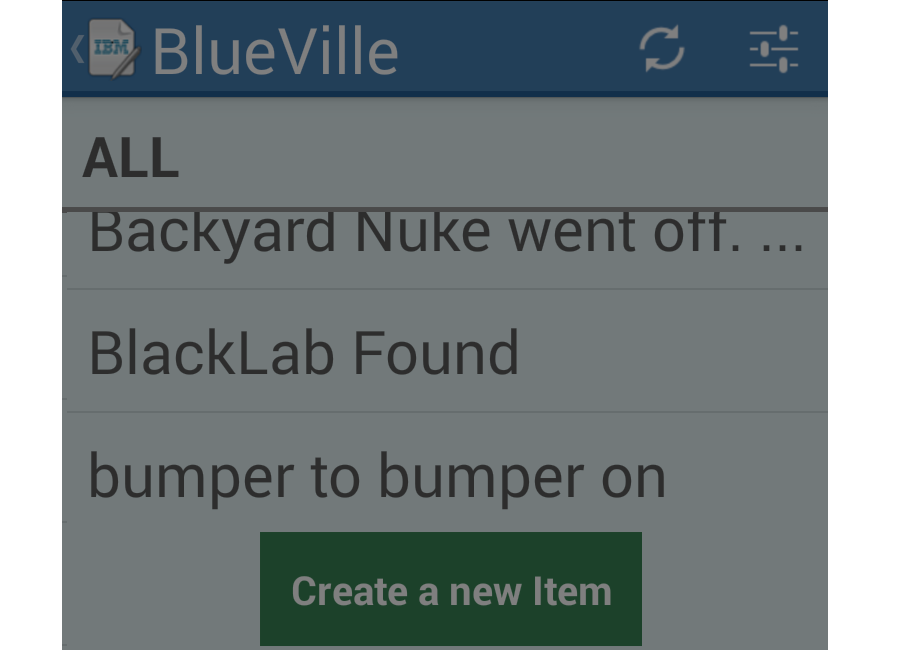 IBM
BlueVille
ALL
Backyard Nuke went off. ...
BlackLab Found
bumper to bumper on
Create a new Item